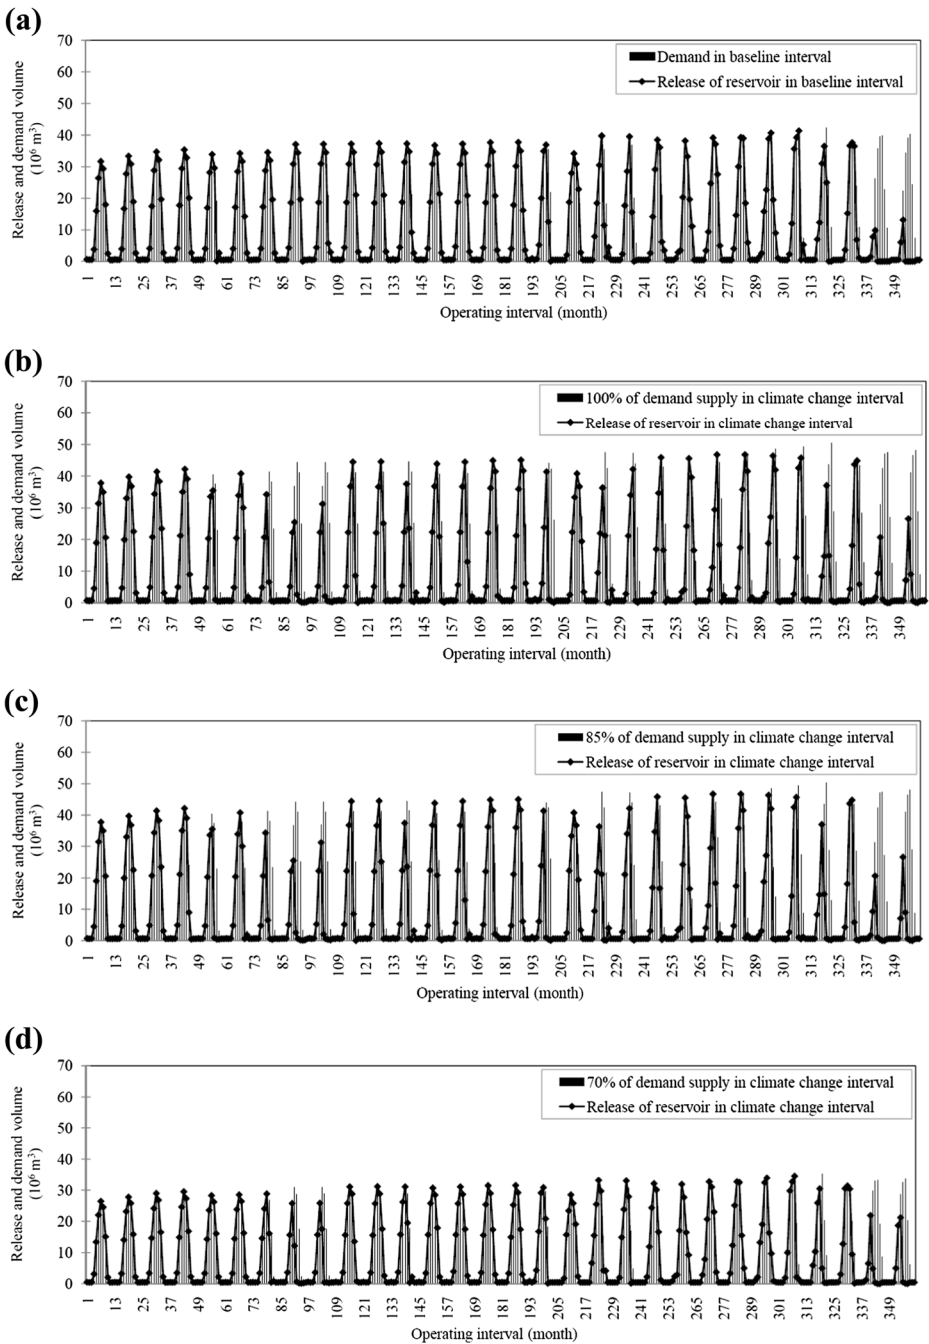 (a)
70
60
50
40
30
20
10
0
Release and demand volume
(10⁶ m³)
Demand in baseline interval
Release of reservoir in baseline interval
1 13 25 37 49 61 73 85 97 109 121 133 145 157 169 181 193 205 217 229 241 253 265 277 289 301 313 325 337 349
Operating interval (month)
(b)
70
60
50
40
30
20
10
0
Release and demand volume
(10⁶ m³)
100% of demand supply in climate change interval
Release of reservoir in climate change interval
1 13 25 37 49 61 73 85 97 109 121 133 145 157 169 181 193 205 217 229 241 253 265 277 289 301 313 325 337 349
Operating interval (month)
(c)
70
60
50
40
30
20
10
0
Release and demand volume
(10⁶ m³)
85% of demand supply in climate change interval
Release of reservoir in climate change interval
1 13 25 37 49 61 73 85 97 109 121 133 145 157 169 181 193 205 217 229 241 253 265 277 289 301 313 325 337 349
Operating interval (month)
(d)
70
60
50
40
30
20
10
0
Release and demand volume
(10⁶ m³)
70% of demand supply in climate change interval
Release of reservoir in climate change interval
1 13 25 37 49 61 73 85 97 109 121 133 145 157 169 181 193 205 217 229 241 253 265 277 289 301 313 325 337 349
Operating interval (month)